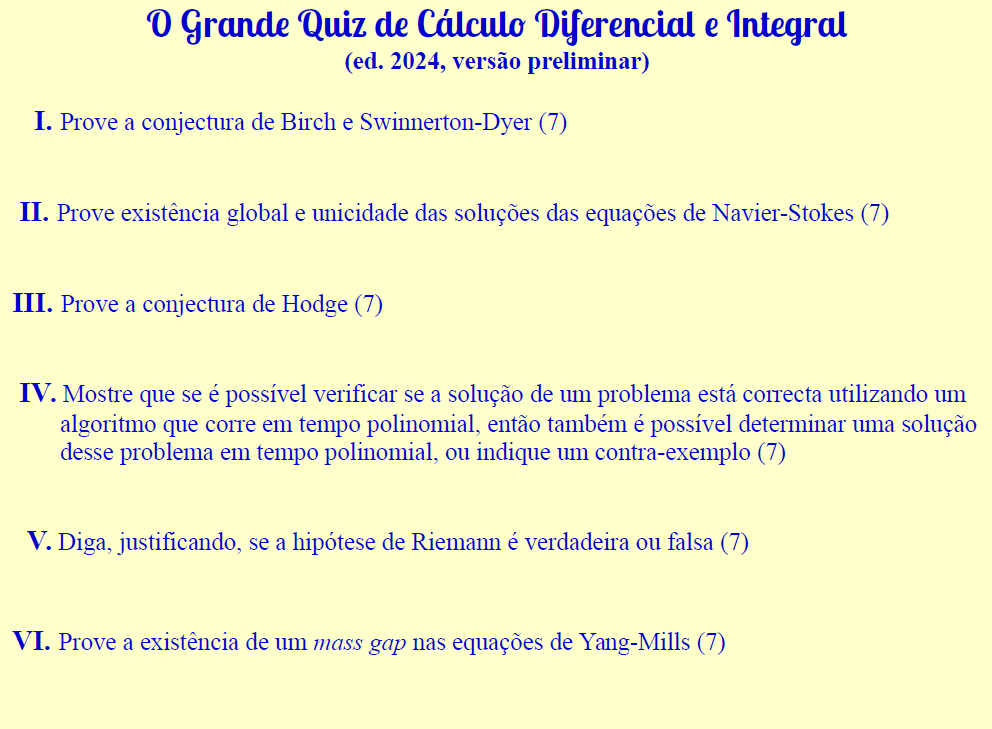 O Grande Quiz de Cálculo Diferencial e Integral
(ed. 2024, versão preliminar)
I. Prove a conjectura de Birch e Swinnerton-Dyer (7)
II. Prove existência global e unicidade das soluções das equações de Navier-Stokes (7)
III. Prove a conjectura de Hodge (7)
IV. Mostre que se é possível verificar se a solução de um problema está correcta utilizando um
algoritmo que corre em tempo polinomial, então também é possível determinar uma solução
desse problema em tempo polinomial, ou indique um contra-exemplo (7)
V. Diga, justificando, se a hipótese de Riemann é verdadeira ou falsa (7)
VI. Prove a existência de um mass gap nas equações de Yang-Mills (7)